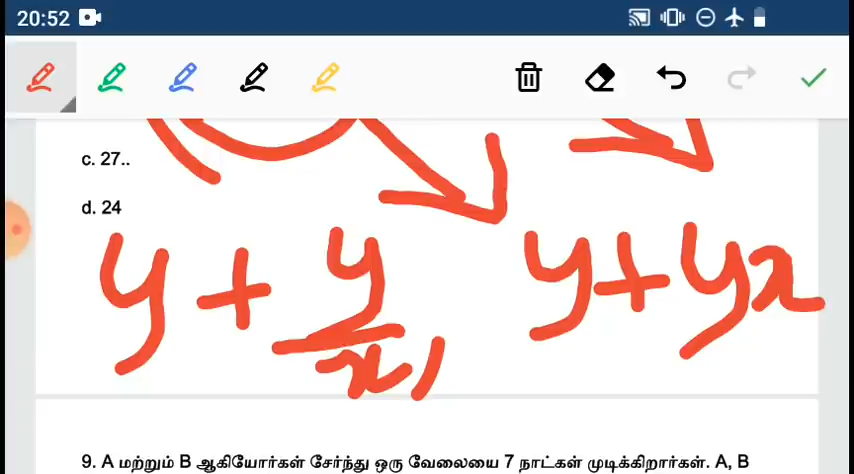 20:52
c. 27..
d. 24
y + y/x, y+yx
9. A மற்றும் B ஆகியோர்கள் சேர்ந்து ஒரு வேலையை 7 நாட்கள் முடிக்கிறார்கள். A, B